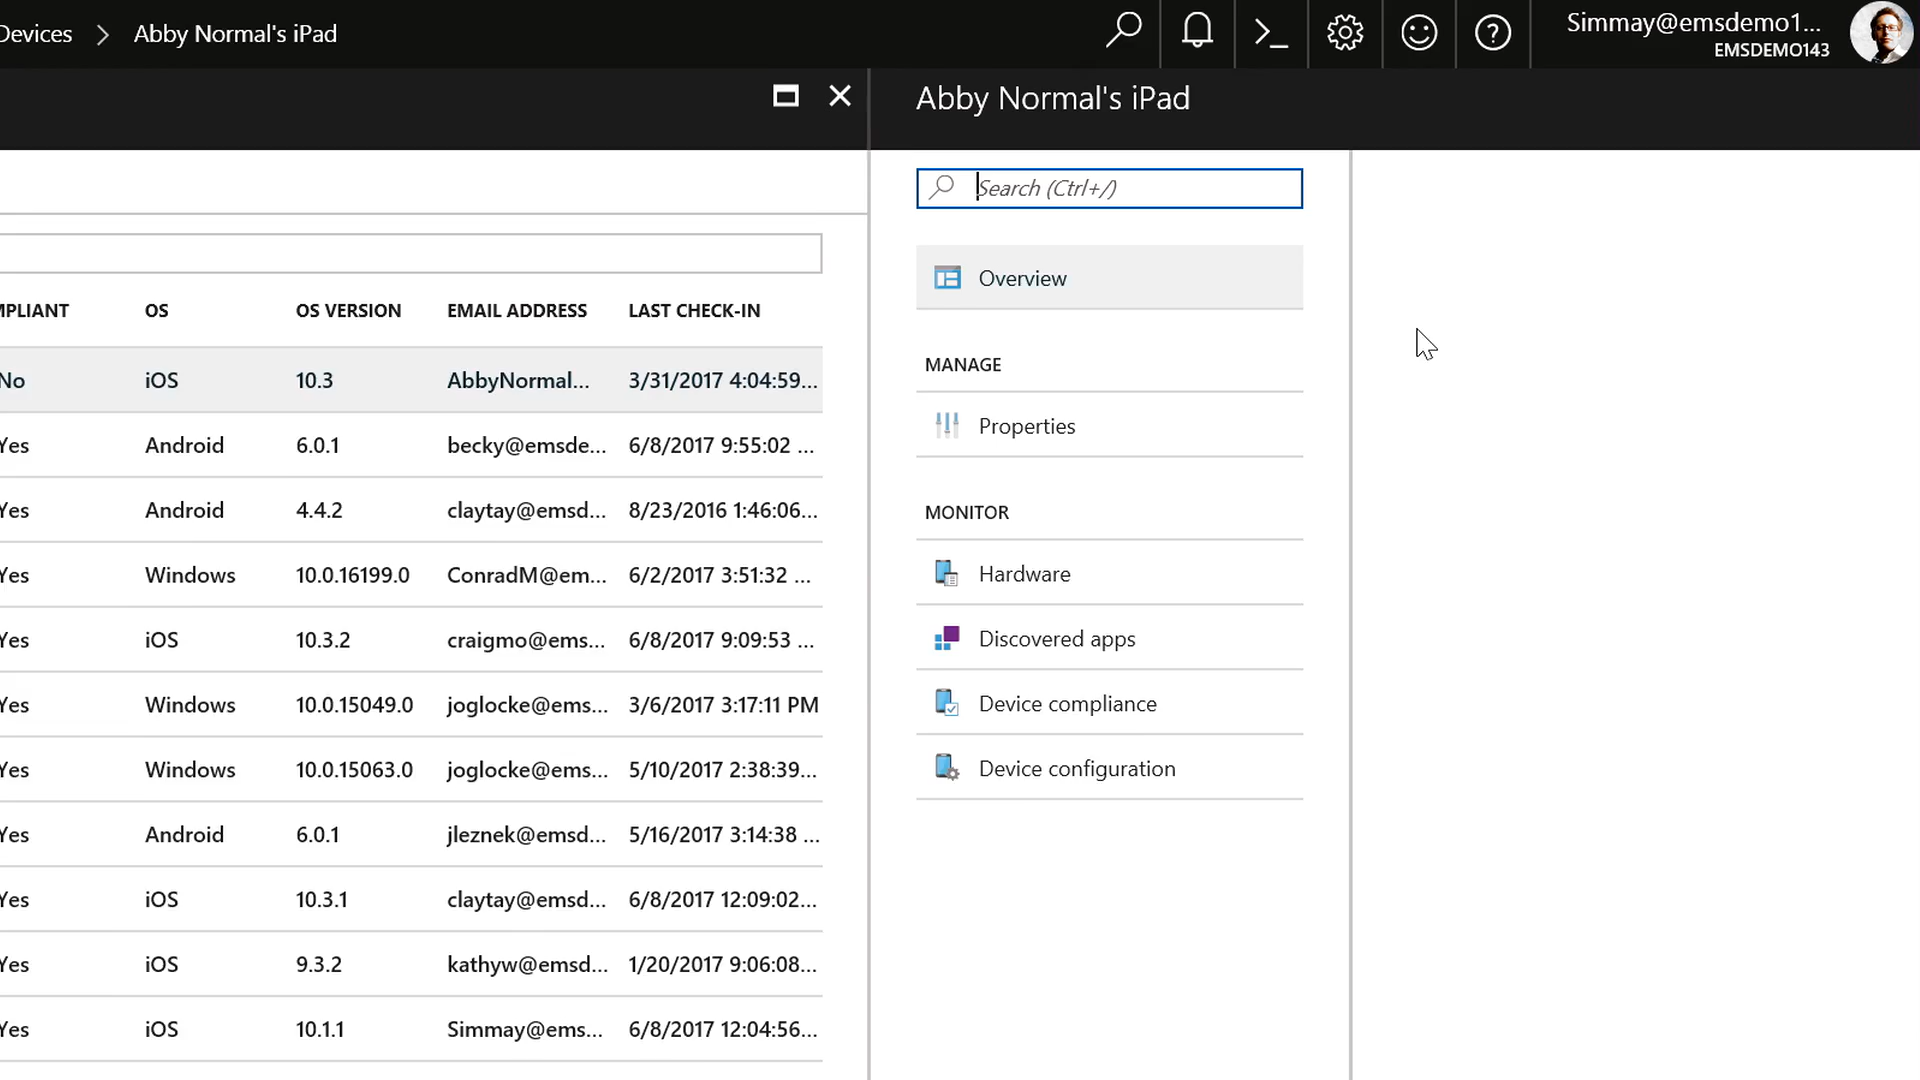 Devices > Abby Normal's iPad
Simmay@emsdemo1...
EMSDEMO143
Abby Normal's iPad
Search (Ctrl+/)
Overview
MANAGE
Properties
MONITOR
Hardware
Discovered apps
Device compliance
Device configuration
MPLIANT OS OS VERSION EMAIL ADDRESS LAST CHECK-IN
No iOS 10.3 AbbyNormal... 3/31/2017 4:04:59...
Yes Android 6.0.1 becky@emsde... 6/8/2017 9:55:02 ...
Yes Android 4.4.2 claytay@emsd... 8/23/2016 1:46:06...
Yes Windows 10.0.16199.0 ConradM@em... 6/2/2017 3:51:32 ...
Yes iOS 10.3.2 craigmo@ems... 6/8/2017 9:09:53 ...
Yes Windows 10.0.15049.0 joglocke@ems... 3/6/2017 3:17:11 PM
Yes Windows 10.0.15063.0 joglocke@ems... 5/10/2017 2:38:39...
Yes Android 6.0.1 jleznek@emsd... 5/16/2017 3:14:38 ...
Yes iOS 10.3.1 claytay@emsd... 6/8/2017 12:09:02...
Yes iOS 9.3.2 kathyw@emsd... 1/20/2017 9:06:08...
Yes iOS 10.1.1 Simmay@ems... 6/8/2017 12:04:56...